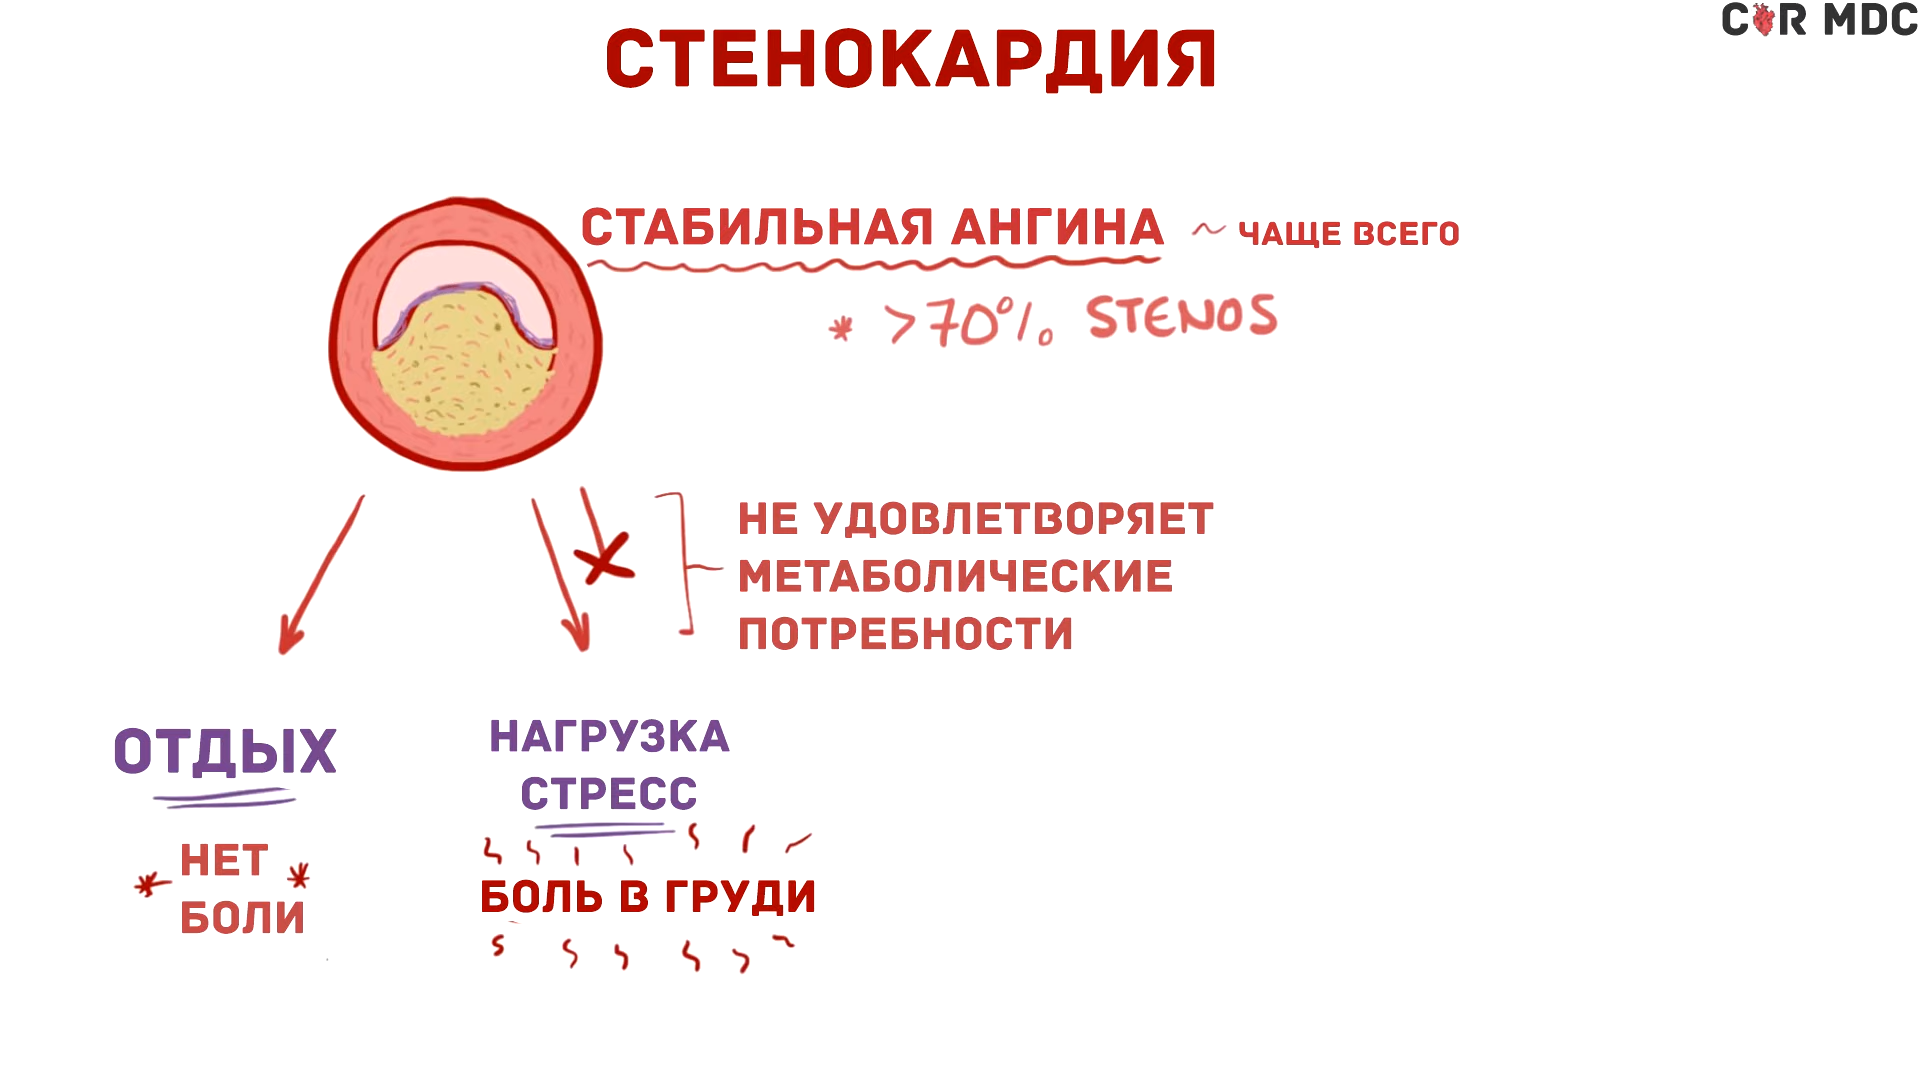 C R MDC
СТЕНОКАРДИЯ
СТАБИЛЬНАЯ АНГИНА ~ ЧАЩЕ ВСЕГО
* >70% STENOS
НЕ УДОВЛЕТВОРЯЕТ
МЕТАБОЛИЧЕСКИЕ
ПОТРЕБНОСТИ
ОТДЫХ
НЕТ
БОЛИ
НАГРУЗКА
СТРЕСС
БОЛЬ В ГРУДИ